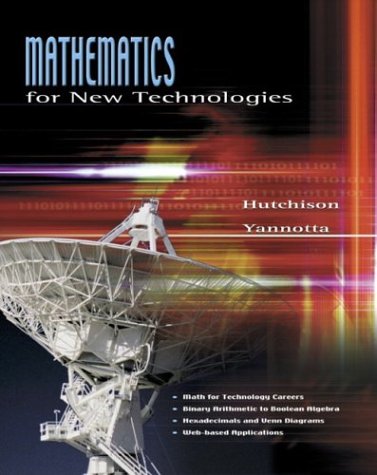 MATHEMATICS
for New Technologies
Hutchison
Yannotta
• Math for Technology Careers
• Binary Arithmetic to Boolean Algebra
• Hexadecimals and Venn Diagrams
• Web-based Applications